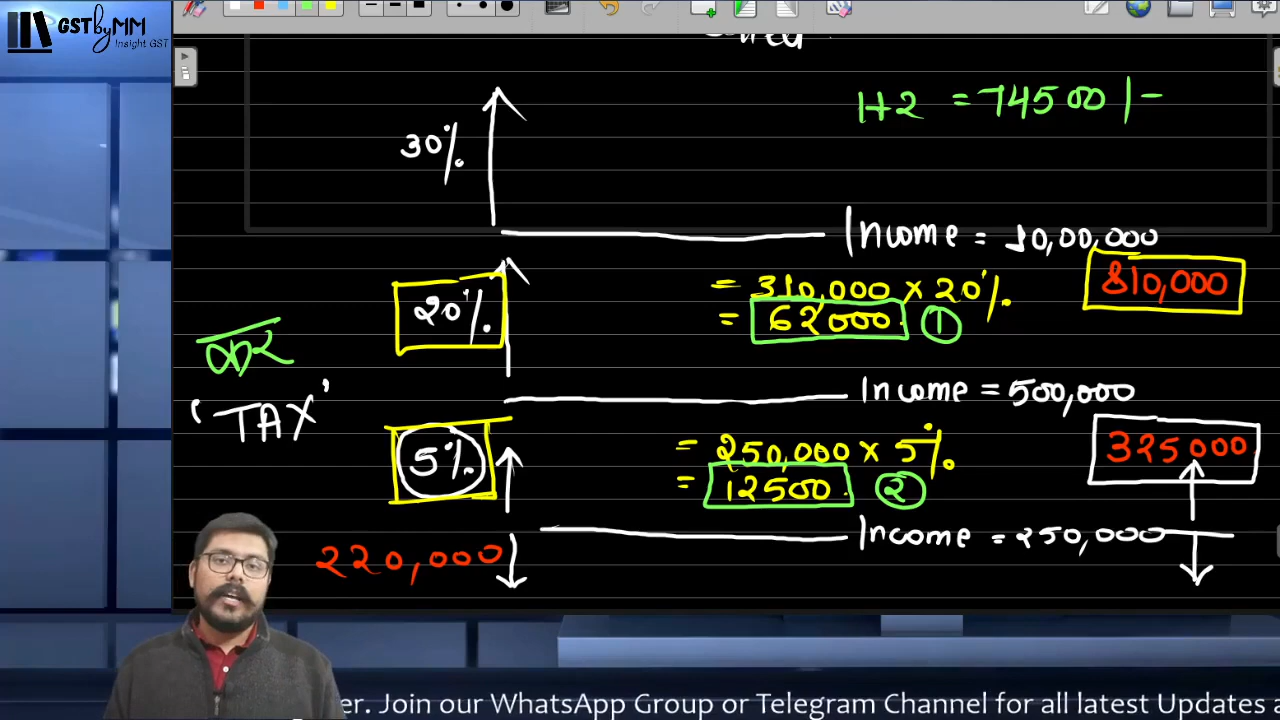 GSTbyMM
Insight GST
1+2 = 74500/-
30%
Income = 10,00,000
= 310,000 × 20%
810,000
20%
= 62000. ①
"TAX"
Income = 500,000
5%
= 250,000 × 5%
325000
= 12500. ②
Income = 250,000
220,000
er. Join our WhatsApp Group or Telegram Channel for all latest Updates a